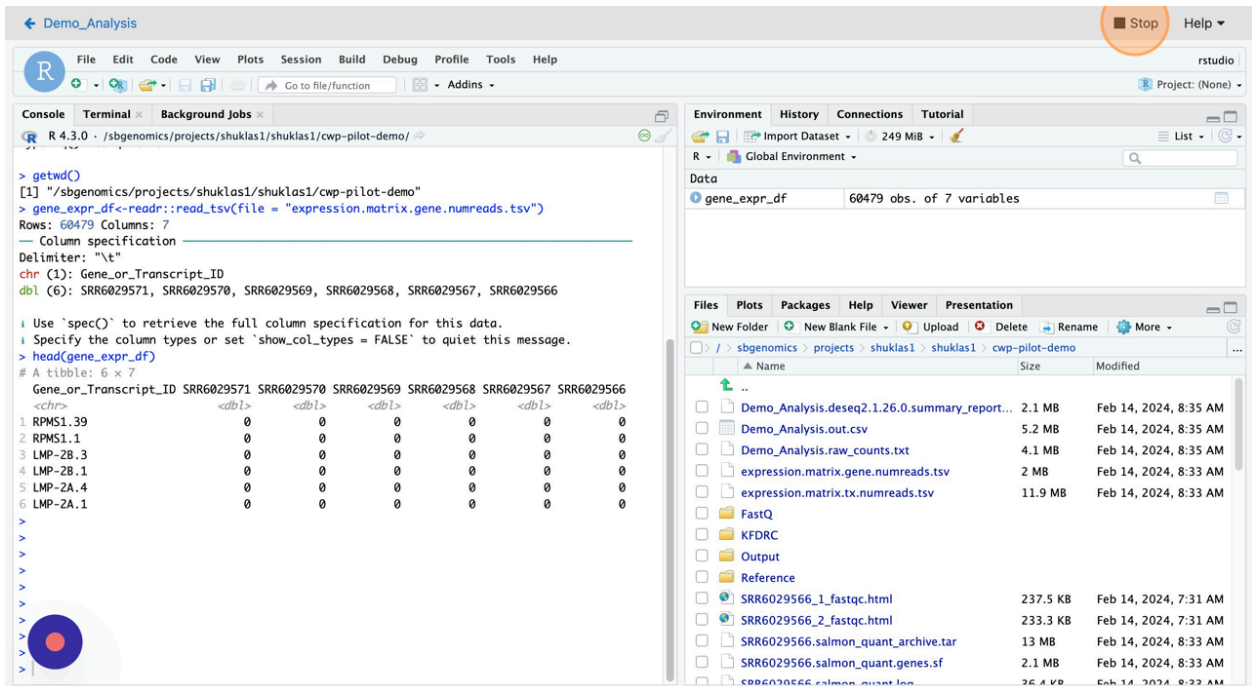 Demo_Analysis
Stop Help
File Edit Code View Plots Session Build Debug Profile Tools Help
rstudio
R
Go to file/function Addins
Project: (None)
Console Terminal Background Jobs
R 4.3.0 · /sbgenomics/projects/shuklas1/shuklas1/cwp-pilot-demo/
> getwd()
[1] "/sbgenomics/projects/shuklas1/shuklas1/cwp-pilot-demo"
> gene_expr_df<-readr::read_tsv(file = "expression.matrix.gene.numreads.tsv")
Rows: 60479 Columns: 7
── Column specification ──
Delimiter: "\t"
chr (1): Gene_or_Transcript_ID
dbl (6): SRR6029571, SRR6029570, SRR6029569, SRR6029568, SRR6029567, SRR6029566
ℹ Use `spec()` to retrieve the full column specification for this data.
ℹ Specify the column types or set `show_col_types = FALSE` to quiet this message.
> head(gene_expr_df)
# A tibble: 6 × 7
Gene_or_Transcript_ID SRR6029571 SRR6029570 SRR6029569 SRR6029568 SRR6029567 SRR6029566
<chr> <dbl> <dbl> <dbl> <dbl> <dbl> <dbl>
1 RPMS1.39 0 0 0 0 0 0
2 RPMS1.1 0 0 0 0 0 0
3 LMP-2B.3 0 0 0 0 0 0
4 LMP-2B.1 0 0 0 0 0 0
5 LMP-2A.4 0 0 0 0 0 0
6 LMP-2A.1 0 0 0 0 0 0
>
>
>
>
>
>
>
>
>
>
Environment History Connections Tutorial
Import Dataset 249 MiB List
R Global Environment
Data
gene_expr_df 60479 obs. of 7 variables
Files Plots Packages Help Viewer Presentation
New Folder New Blank File Upload Delete Rename More
/ > sbgenomics > projects > shuklas1 > shuklas1 > cwp-pilot-demo ...
Name Size Modified
..
Demo_Analysis.deseq2.1.26.0.summary_report... 2.1 MB Feb 14, 2024, 8:35 AM
Demo_Analysis.out.csv 5.2 MB Feb 14, 2024, 8:35 AM
Demo_Analysis.raw_counts.txt 4.1 MB Feb 14, 2024, 8:35 AM
expression.matrix.gene.numreads.tsv 2 MB Feb 14, 2024, 8:33 AM
expression.matrix.tx.numreads.tsv 11.9 MB Feb 14, 2024, 8:33 AM
FastQ
KFDRC
Output
Reference
SRR6029566_1_fastqc.html 237.5 KB Feb 14, 2024, 7:31 AM
SRR6029566_2_fastqc.html 233.3 KB Feb 14, 2024, 7:31 AM
SRR6029566.salmon_quant_archive.tar 13 MB Feb 14, 2024, 8:33 AM
SRR6029566.salmon_quant.genes.sf 2.1 MB Feb 14, 2024, 8:33 AM
SRR6029566.salmon_quant.log 36.4 KB Feb 14, 2024, 8:33 AM